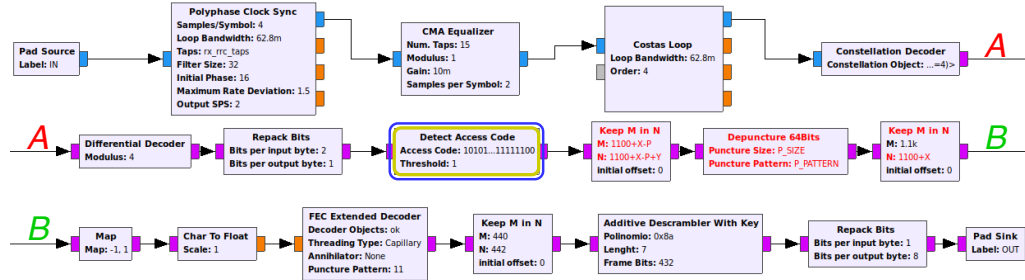 Polyphase Clock Sync
Samples/Symbol: 4
Loop Bandwidth: 62.8m
Taps: rx_rrc_taps
Filter Size: 32
Initial Phase: 16
Maximum Rate Deviation: 1.5
Output SPS: 2
Pad Source
Label: IN
CMA Equalizer
Num. Taps: 15
Modulus: 1
Gain: 10m
Samples per Symbol: 2
Costas Loop
Loop Bandwidth: 62.8m
Order: 4
Constellation Decoder
Constellation Object: ...=4)>
A
A
Differential Decoder
Modulus: 4
Repack Bits
Bits per input byte: 2
Bits per output byte: 1
Detect Access Code
Access Code: 10101...11111100
Threshold: 1
Keep M in N
M: 1100+X-P
N: 1100+X-P+Y
initial offset: 0
Depuncture 64Bits
Puncture Size: P_SIZE
Puncture Pattern: P_PATTERN
Keep M in N
M: 1.1k
N: 1100+X
initial offset: 0
B
B
Map
Map: -1, 1
Char To Float
Scale: 1
FEC Extended Decoder
Decoder Objects: ok
Threading Type: Capillary
Annihilator: None
Puncture Pattern: 11
Keep M in N
M: 440
N: 442
initial offset: 0
Additive Descrambler With Key
Polinomio: 0x8a
Lenght: 7
Frame Bits: 432
Repack Bits
Bits per input byte: 1
Bits per output byte: 8
Pad Sink
Label: OUT